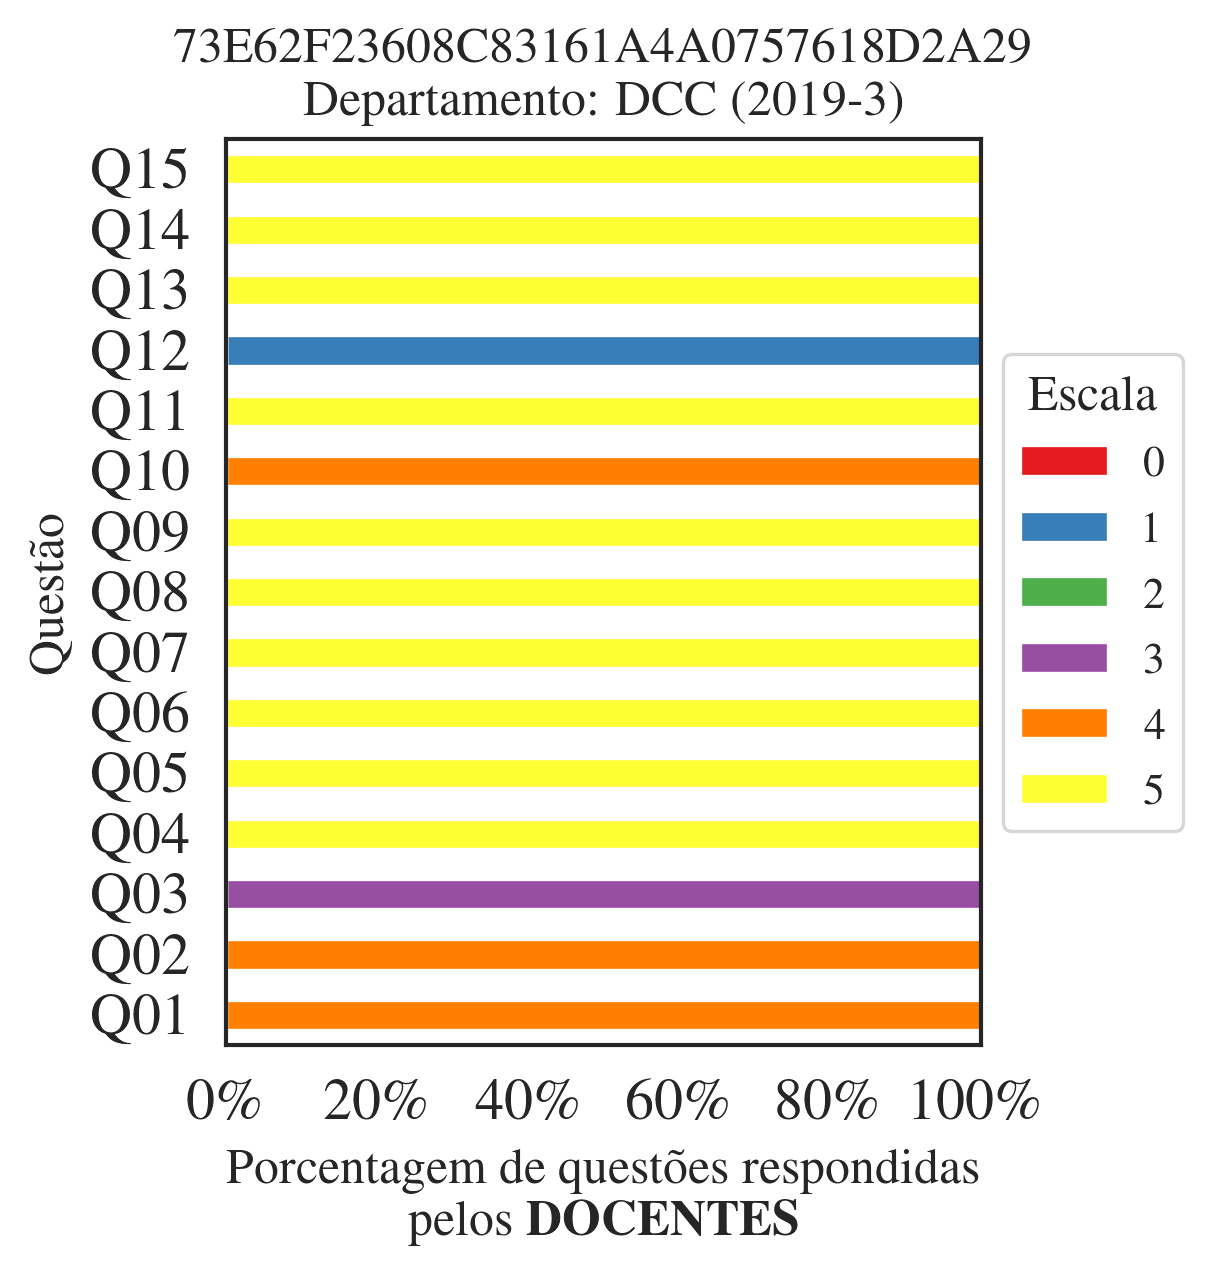 73E62F23608C83161A4A0757618D2A29
Departamento: DCC (2019-3)
Q15
Q14
Q13
Q12
Q11
Q10
Q09
Q08
Q07
Q06
Q05
Q04
Q03
Q02
Q01
Questão
0% 20% 40% 60% 80% 100%
Porcentagem de questões respondidas
pelos DOCENTES
Escala
0
1
2
3
4
5